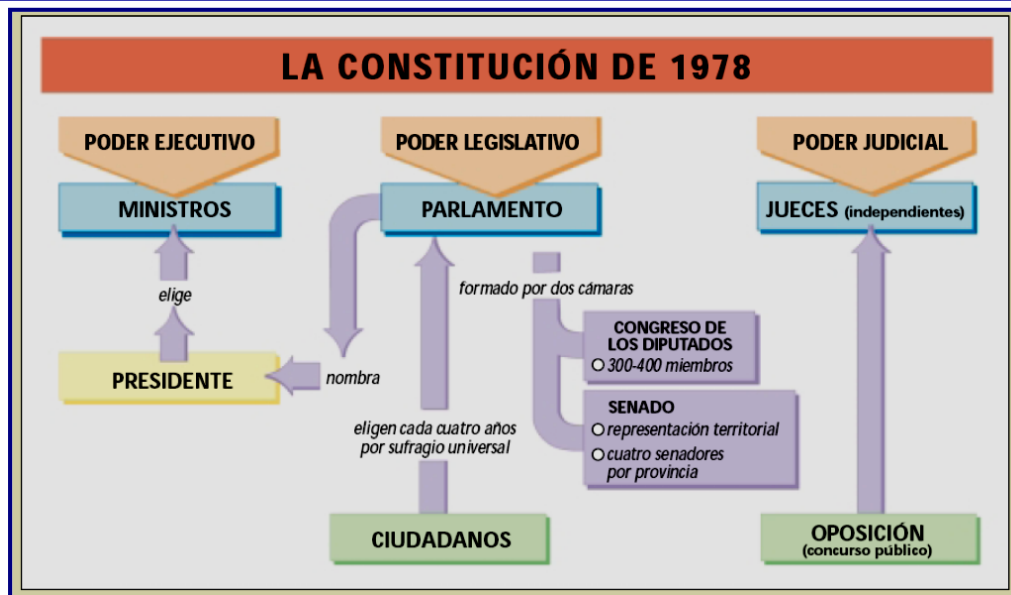 LA CONSTITUCIÓN DE 1978
PODER EJECUTIVO
PODER LEGISLATIVO
PODER JUDICIAL
MINISTROS
PARLAMENTO
JUECES (independientes)
elige
formado por dos cámaras
CONGRESO DE
LOS DIPUTADOS
300-400 miembros
PRESIDENTE
nombra
SENADO
representación territorial
cuatro senadores
por provincia
eligen cada cuatro años
por sufragio universal
CIUDADANOS
OPOSICIÓN
(concurso público)